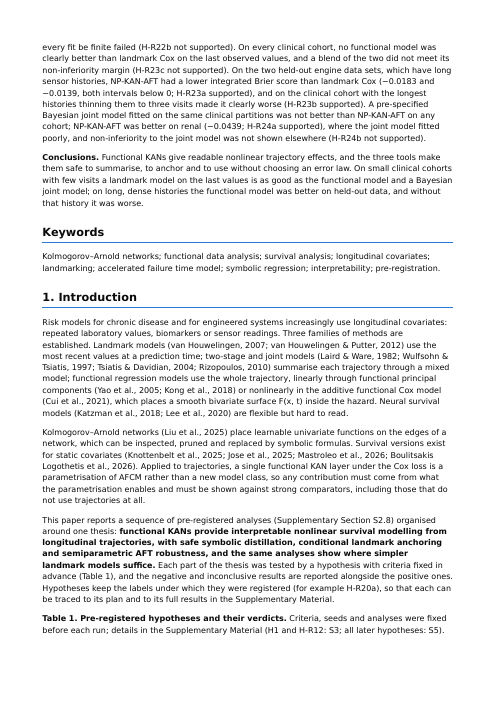 every fit be finite failed (H-R22b not supported). On every clinical cohort, no functional model was
clearly better than landmark Cox on the last observed values, and a blend of the two did not meet its
non-inferiority margin (H-R23c not supported). On the two held-out engine data sets, which have long
sensor histories, NP-KAN-AFT had a lower integrated Brier score than landmark Cox (−0.0183 and
−0.0139, both intervals below 0; H-R23a supported), and on the clinical cohort with the longest
histories thinning them to three visits made it clearly worse (H-R23b supported). A pre-specified
Bayesian joint model fitted on the same clinical partitions was not better than NP-KAN-AFT on any
cohort; NP-KAN-AFT was better on renal (−0.0439; H-R24a supported), where the joint model fitted
poorly, and non-inferiority to the joint model was not shown elsewhere (H-R24b not supported).
Conclusions. Functional KANs give readable nonlinear trajectory effects, and the three tools make
them safe to summarise, to anchor and to use without choosing an error law. On small clinical cohorts
with few visits a landmark model on the last values is as good as the functional model and a Bayesian
joint model; on long, dense histories the functional model was better on held-out data, and without
that history it was worse.
Keywords
Kolmogorov–Arnold networks; functional data analysis; survival analysis; longitudinal covariates;
landmarking; accelerated failure time model; symbolic regression; interpretability; pre-registration.
1. Introduction
Risk models for chronic disease and for engineered systems increasingly use longitudinal covariates:
repeated laboratory values, biomarkers or sensor readings. Three families of methods are
established. Landmark models (van Houwelingen, 2007; van Houwelingen & Putter, 2012) use the
most recent values at a prediction time; two-stage and joint models (Laird & Ware, 1982; Wulfsohn &
Tsiatis, 1997; Tsiatis & Davidian, 2004; Rizopoulos, 2010) summarise each trajectory through a mixed
model; functional regression models use the whole trajectory, linearly through functional principal
components (Yao et al., 2005; Kong et al., 2018) or nonlinearly in the additive functional Cox model
(Cui et al., 2021), which places a smooth bivariate surface F(x, t) inside the hazard. Neural survival
models (Katzman et al., 2018; Lee et al., 2020) are flexible but hard to read.
Kolmogorov–Arnold networks (Liu et al., 2025) place learnable univariate functions on the edges of a
network, which can be inspected, pruned and replaced by symbolic formulas. Survival versions exist
for static covariates (Knottenbelt et al., 2025; Jose et al., 2025; Mastroleo et al., 2026; Boulitsakis
Logothetis et al., 2026). Applied to trajectories, a single functional KAN layer under the Cox loss is a
parametrisation of AFCM rather than a new model class, so any contribution must come from what
the parametrisation enables and must be shown against strong comparators, including those that do
not use trajectories at all.
This paper reports a sequence of pre-registered analyses (Supplementary Section S2.8) organised
around one thesis: functional KANs provide interpretable nonlinear survival modelling from
longitudinal trajectories, with safe symbolic distillation, conditional landmark anchoring
and semiparametric AFT robustness, and the same analyses show where simpler
landmark models suffice. Each part of the thesis was tested by a hypothesis with criteria fixed in
advance (Table 1), and the negative and inconclusive results are reported alongside the positive ones.
Hypotheses keep the labels under which they were registered (for example H-R20a), so that each can
be traced to its plan and to its full results in the Supplementary Material.
Table 1. Pre-registered hypotheses and their verdicts. Criteria, seeds and analyses were fixed
before each run; details in the Supplementary Material (H1 and H-R12: S3; all later hypotheses: S5).